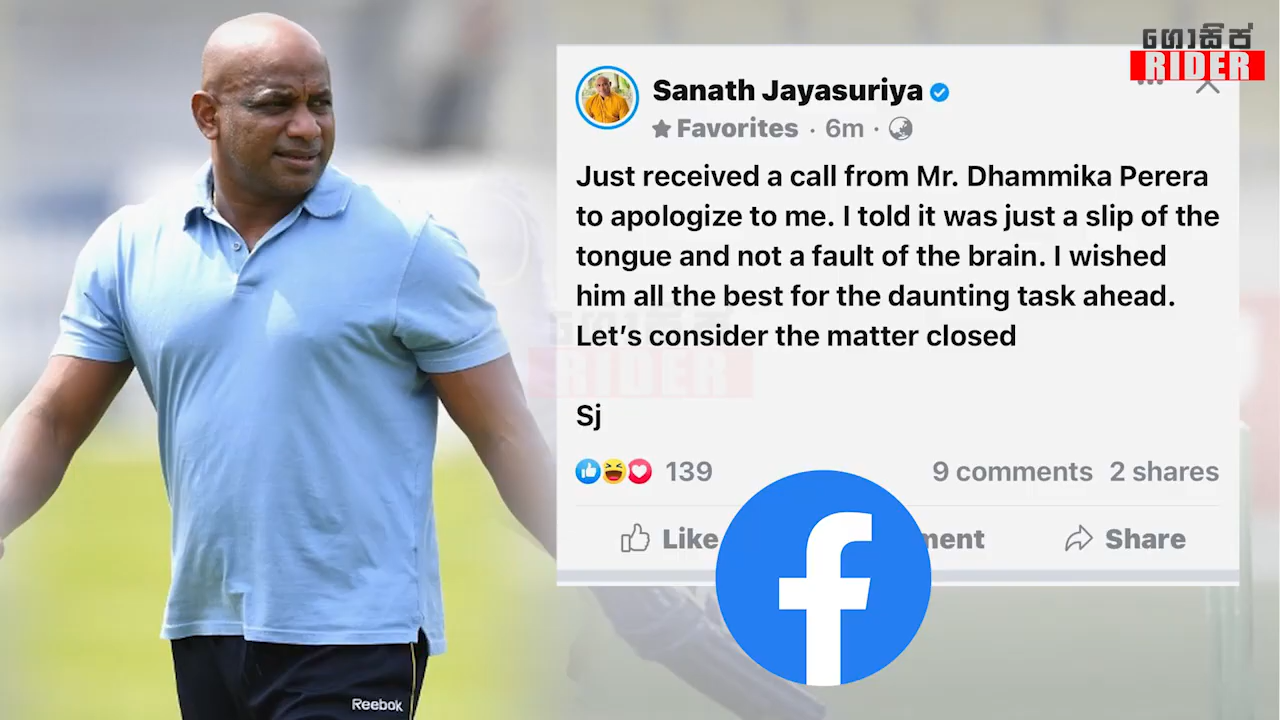 ගොසිප්
RIDER
Sanath Jayasuriya
Favorites · 6m ·
Just received a call from Mr. Dhammika Perera
to apologize to me. I told it was just a slip of the
tongue and not a fault of the brain. I wished
him all the best for the daunting task ahead.
Let's consider the matter closed
ගොසිප්
RIDER
Sj
139 9 comments 2 shares
Like ment Share
Reebok